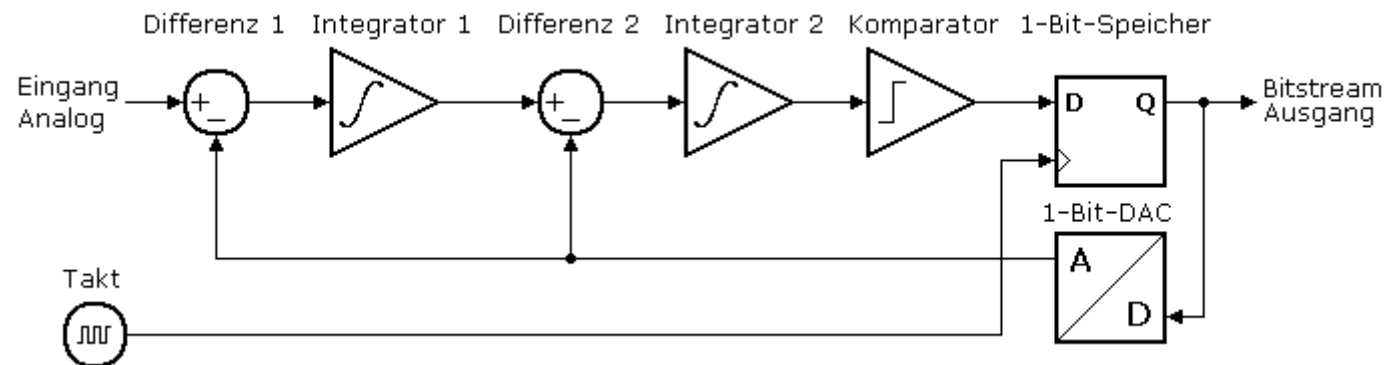 Differenz 1
Integrator 1
Differenz 2
Integrator 2
Komparator
1-Bit-Speicher
Eingang
Analog
+
−
+
−
D
Q
Bitstream
Ausgang
1-Bit-DAC
A
D
Takt